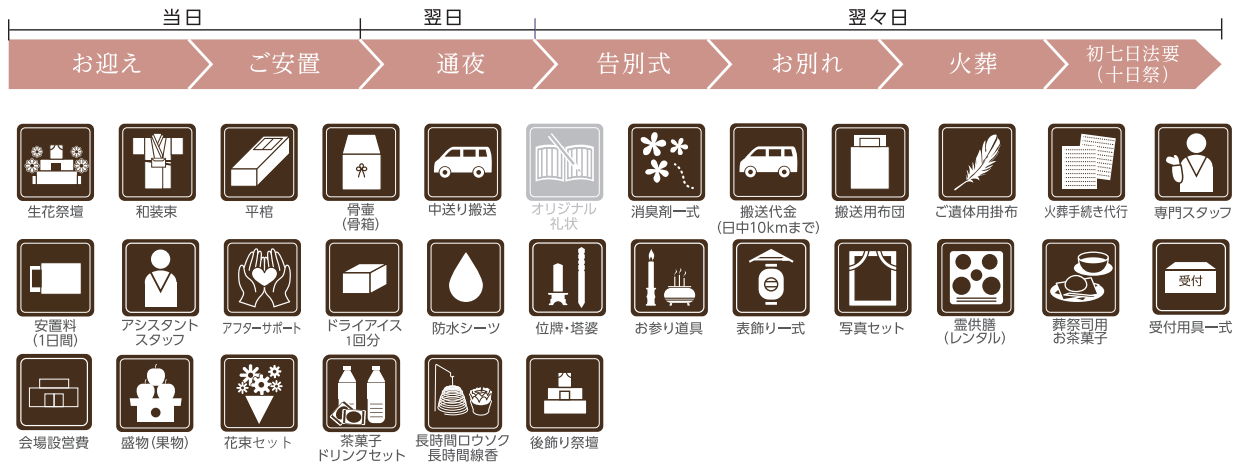 当日
翌日
翌々日
お迎え
ご安置
通夜
告別式
お別れ
火葬
初七日法要
(十日祭)
生花祭壇
和装束
平棺
骨壷
(骨箱)
中送り搬送
オリジナル
礼状
消臭剤一式
搬送代金
(日中10kmまで)
搬送用布団
ご遺体用掛布
火葬手続き代行
専門スタッフ
安置料
(1日間)
アシスタント
スタッフ
アフターサポート
ドライアイス
1回分
防水シーツ
位牌・塔婆
お参り道具
表飾り一式
写真セット
霊供膳
(レンタル)
葬祭司用
お茶菓子
受付
受付用具一式
会場設営費
盛物(果物)
花束セット
茶菓子
ドリンクセット
長時間ロウソク
長時間線香
後飾り祭壇